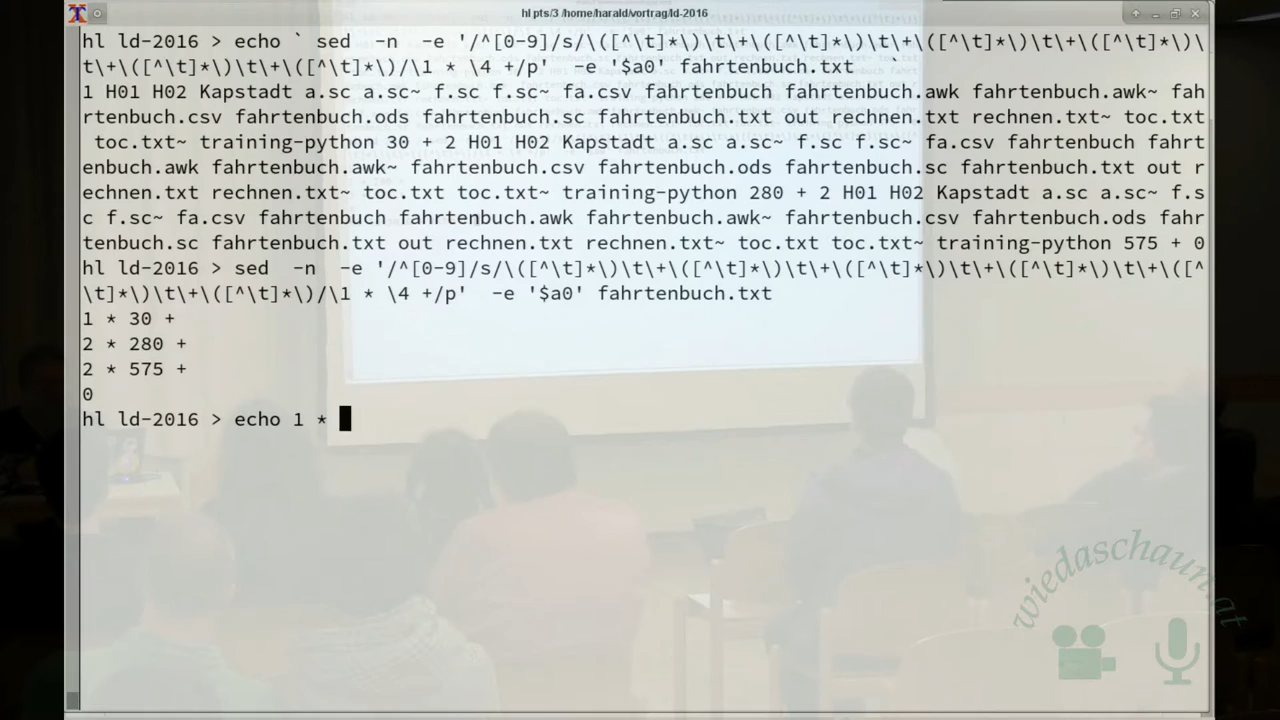 hl pts/3 /home/harald/vortrag/ld-2016
hl ld-2016 > echo ` sed  -n  -e '/^[0-9]/s/\([^\t]*\)\t\+\([^\t]*\)\t\+\([^\t]*\)\t\+\([^\t]*\)\
t\+\([^\t]*\)\t\+\([^\t]*\)/\1 * \4 +/p'  -e '$a0' fahrtenbuch.txt   `
1 H01 H02 Kapstadt a.sc a.sc~ f.sc f.sc~ fa.csv fahrtenbuch fahrtenbuch.awk fahrtenbuch.awk~ fah
rtenbuch.csv fahrtenbuch.ods fahrtenbuch.sc fahrtenbuch.txt out rechnen.txt rechnen.txt~ toc.txt
 toc.txt~ training-python 30 + 2 H01 H02 Kapstadt a.sc a.sc~ f.sc f.sc~ fa.csv fahrtenbuch fahrt
enbuch.awk fahrtenbuch.awk~ fahrtenbuch.csv fahrtenbuch.ods fahrtenbuch.sc fahrtenbuch.txt out r
echnen.txt rechnen.txt~ toc.txt toc.txt~ training-python 280 + 2 H01 H02 Kapstadt a.sc a.sc~ f.s
c f.sc~ fa.csv fahrtenbuch fahrtenbuch.awk fahrtenbuch.awk~ fahrtenbuch.csv fahrtenbuch.ods fahr
tenbuch.sc fahrtenbuch.txt out rechnen.txt rechnen.txt~ toc.txt toc.txt~ training-python 575 + 0
hl ld-2016 > sed  -n  -e '/^[0-9]/s/\([^\t]*\)\t\+\([^\t]*\)\t\+\([^\t]*\)\t\+\([^\t]*\)\t\+\([^
\t]*\)\t\+\([^\t]*\)/\1 * \4 +/p'  -e '$a0' fahrtenbuch.txt
1 * 30 +
2 * 280 +
2 * 575 +
0
hl ld-2016 > echo 1 *
wiedaschaun.at